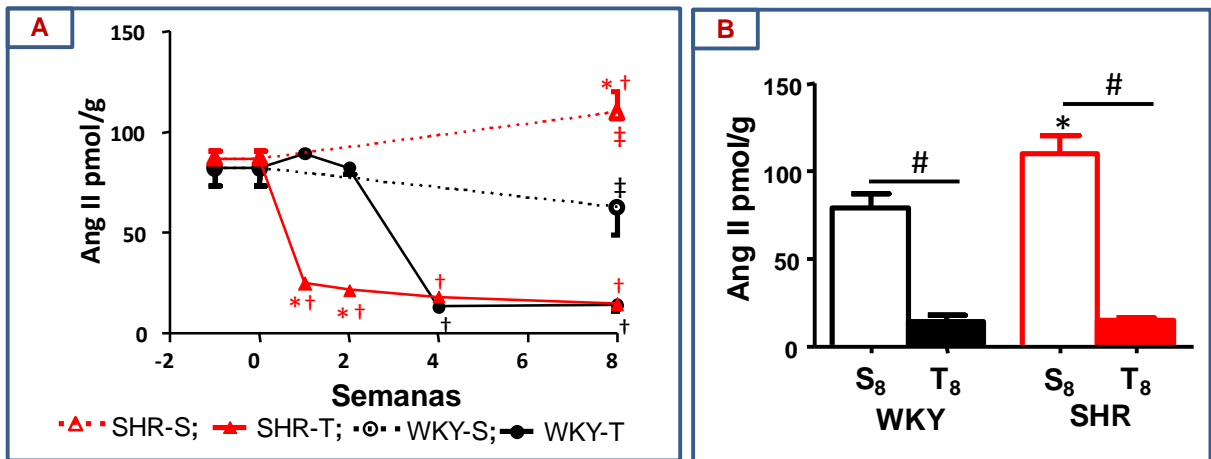 A
Ang II pmol/g
150
100
50
0
-2 0 2 4 6 8
* †
‡
‡
* †
* †
†
†
†
†
Semanas
SHR-S; SHR-T; WKY-S; WKY-T
B
Ang II pmol/g
150
100
50
0
#
#
*
S₈ T₈ S₈ T₈
WKY SHR